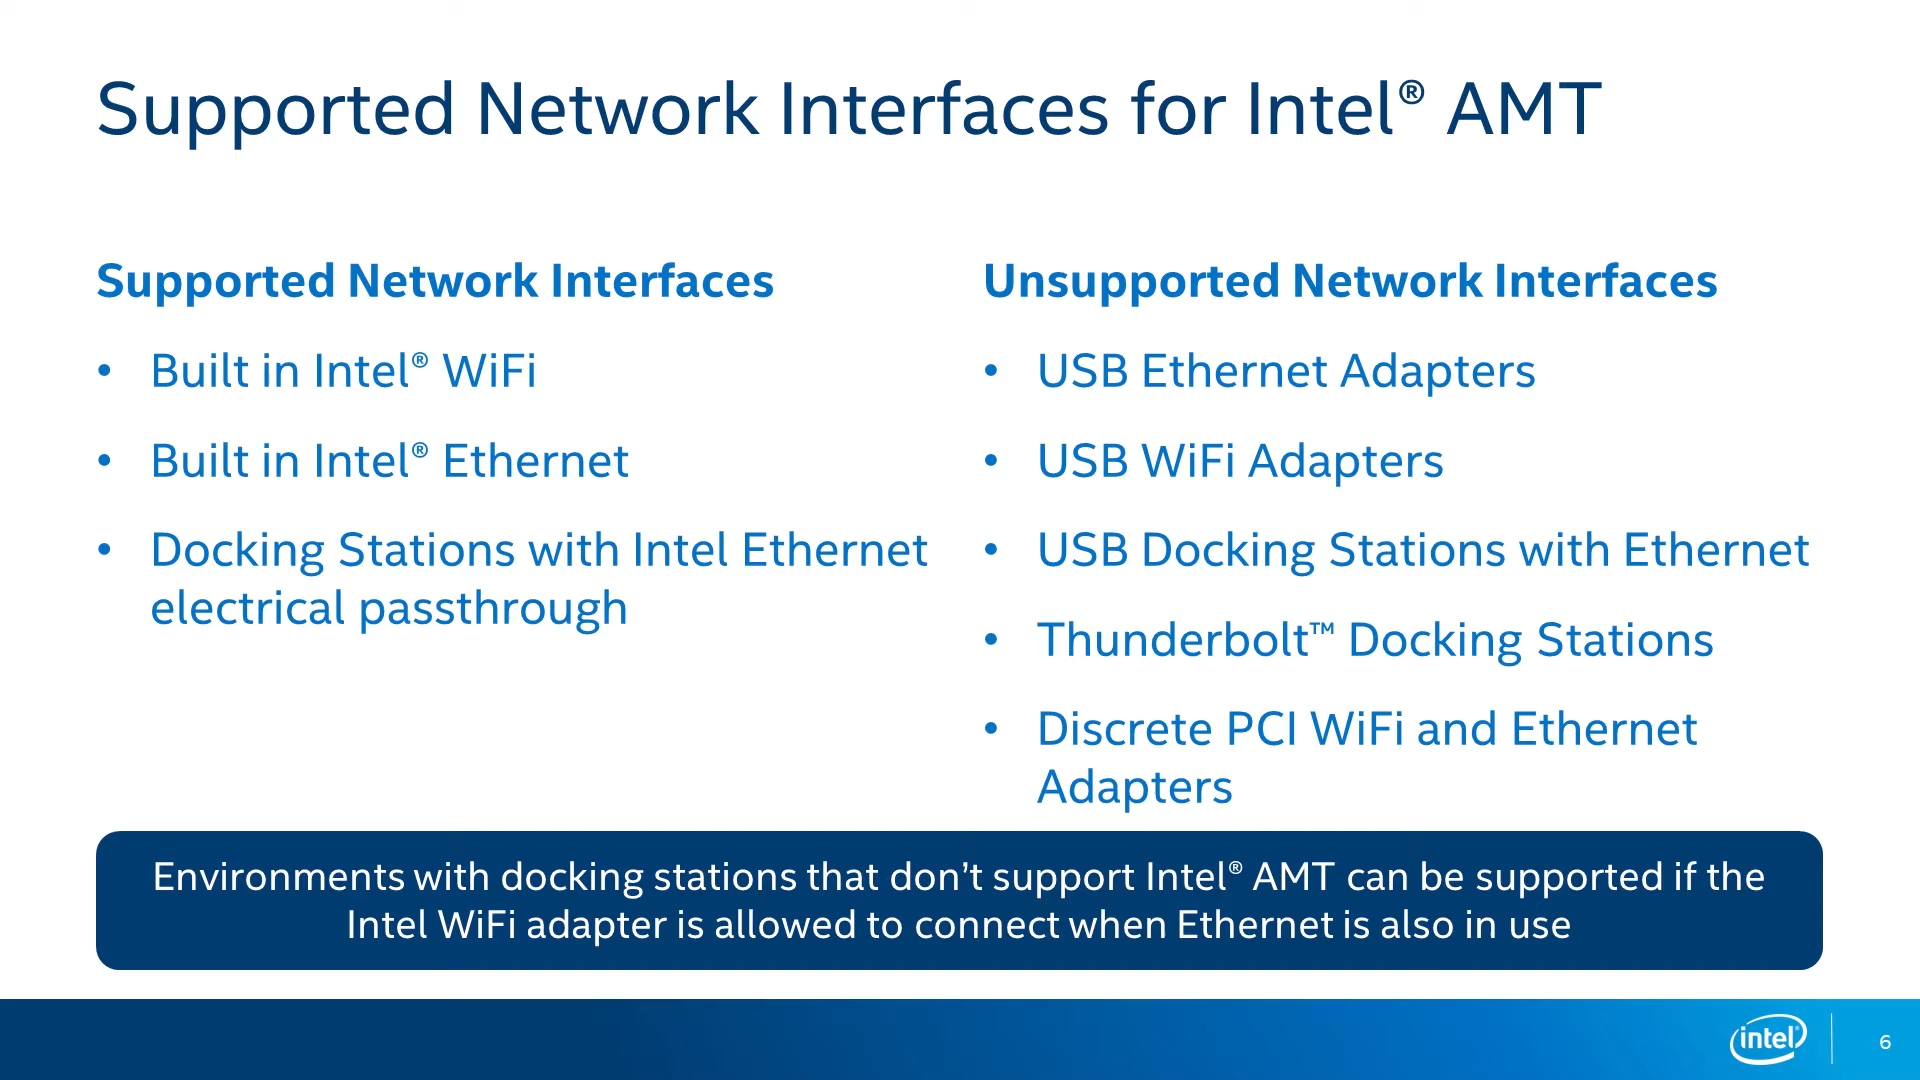 Supported Network Interfaces for Intel® AMT
Supported Network Interfaces
• Built in Intel® WiFi
• Built in Intel® Ethernet
• Docking Stations with Intel Ethernet
electrical passthrough
Unsupported Network Interfaces
• USB Ethernet Adapters
• USB WiFi Adapters
• USB Docking Stations with Ethernet
• Thunderbolt™ Docking Stations
• Discrete PCI WiFi and Ethernet
Adapters
Environments with docking stations that don’t support Intel® AMT can be supported if the
Intel WiFi adapter is allowed to connect when Ethernet is also in use
intel®
6